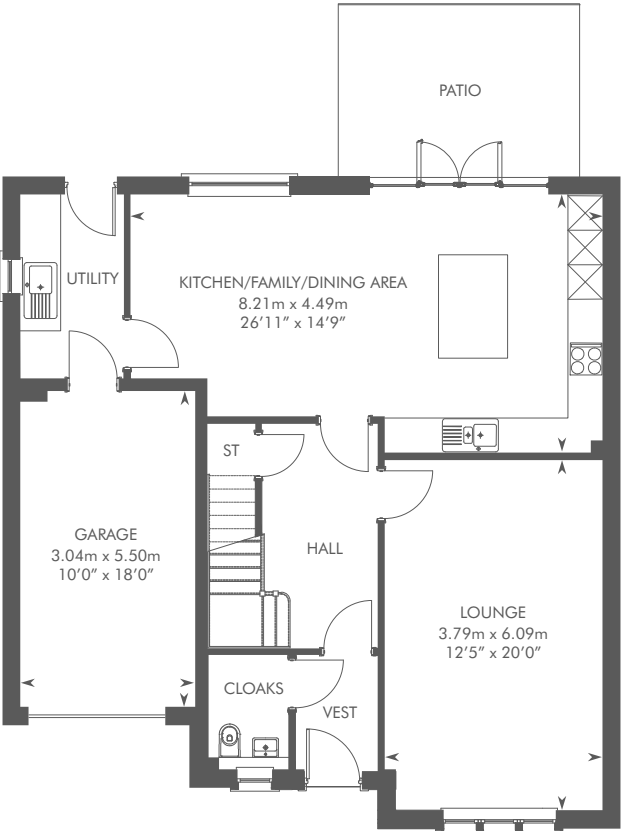 PATIO
UTILITY
KITCHEN/FAMILY/DINING AREA
8.21m x 4.49m
26’11” x 14’9”
ST
GARAGE
3.04m x 5.50m
10’0” x 18’0”
HALL
LOUNGE
3.79m x 6.09m
12’5” x 20’0”
CLOAKS
VEST